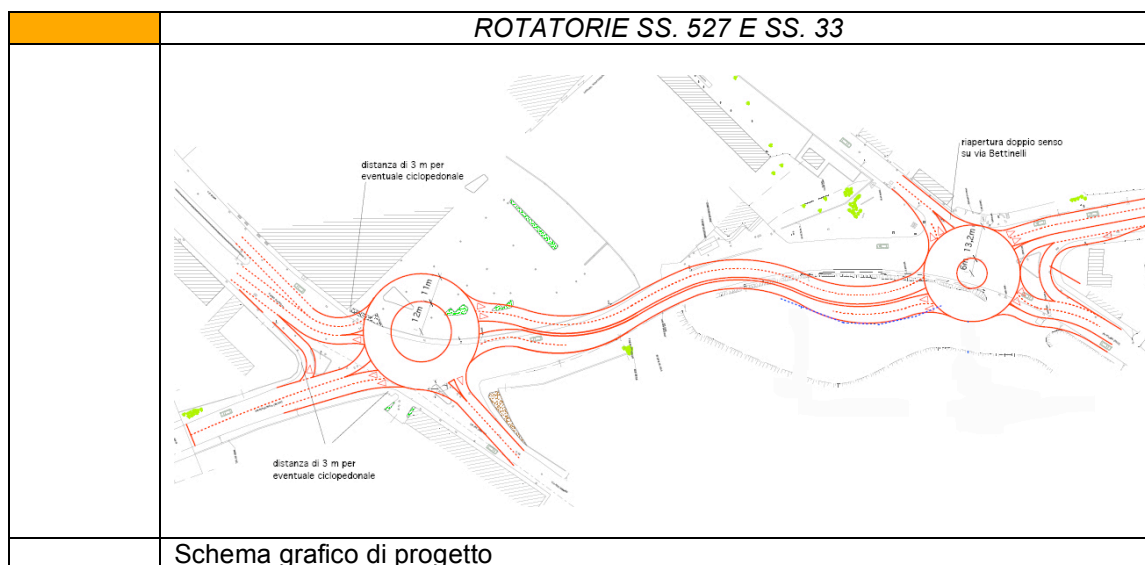 ROTATORIE SS. 527 E SS. 33
riapertura doppio senso
su via Bettinelli
distanza di 3 m per
eventuale ciclopedonale
13.2m
6m
11m
12m
distanza di 3 m per
eventuale ciclopedonale
Schema grafico di progetto